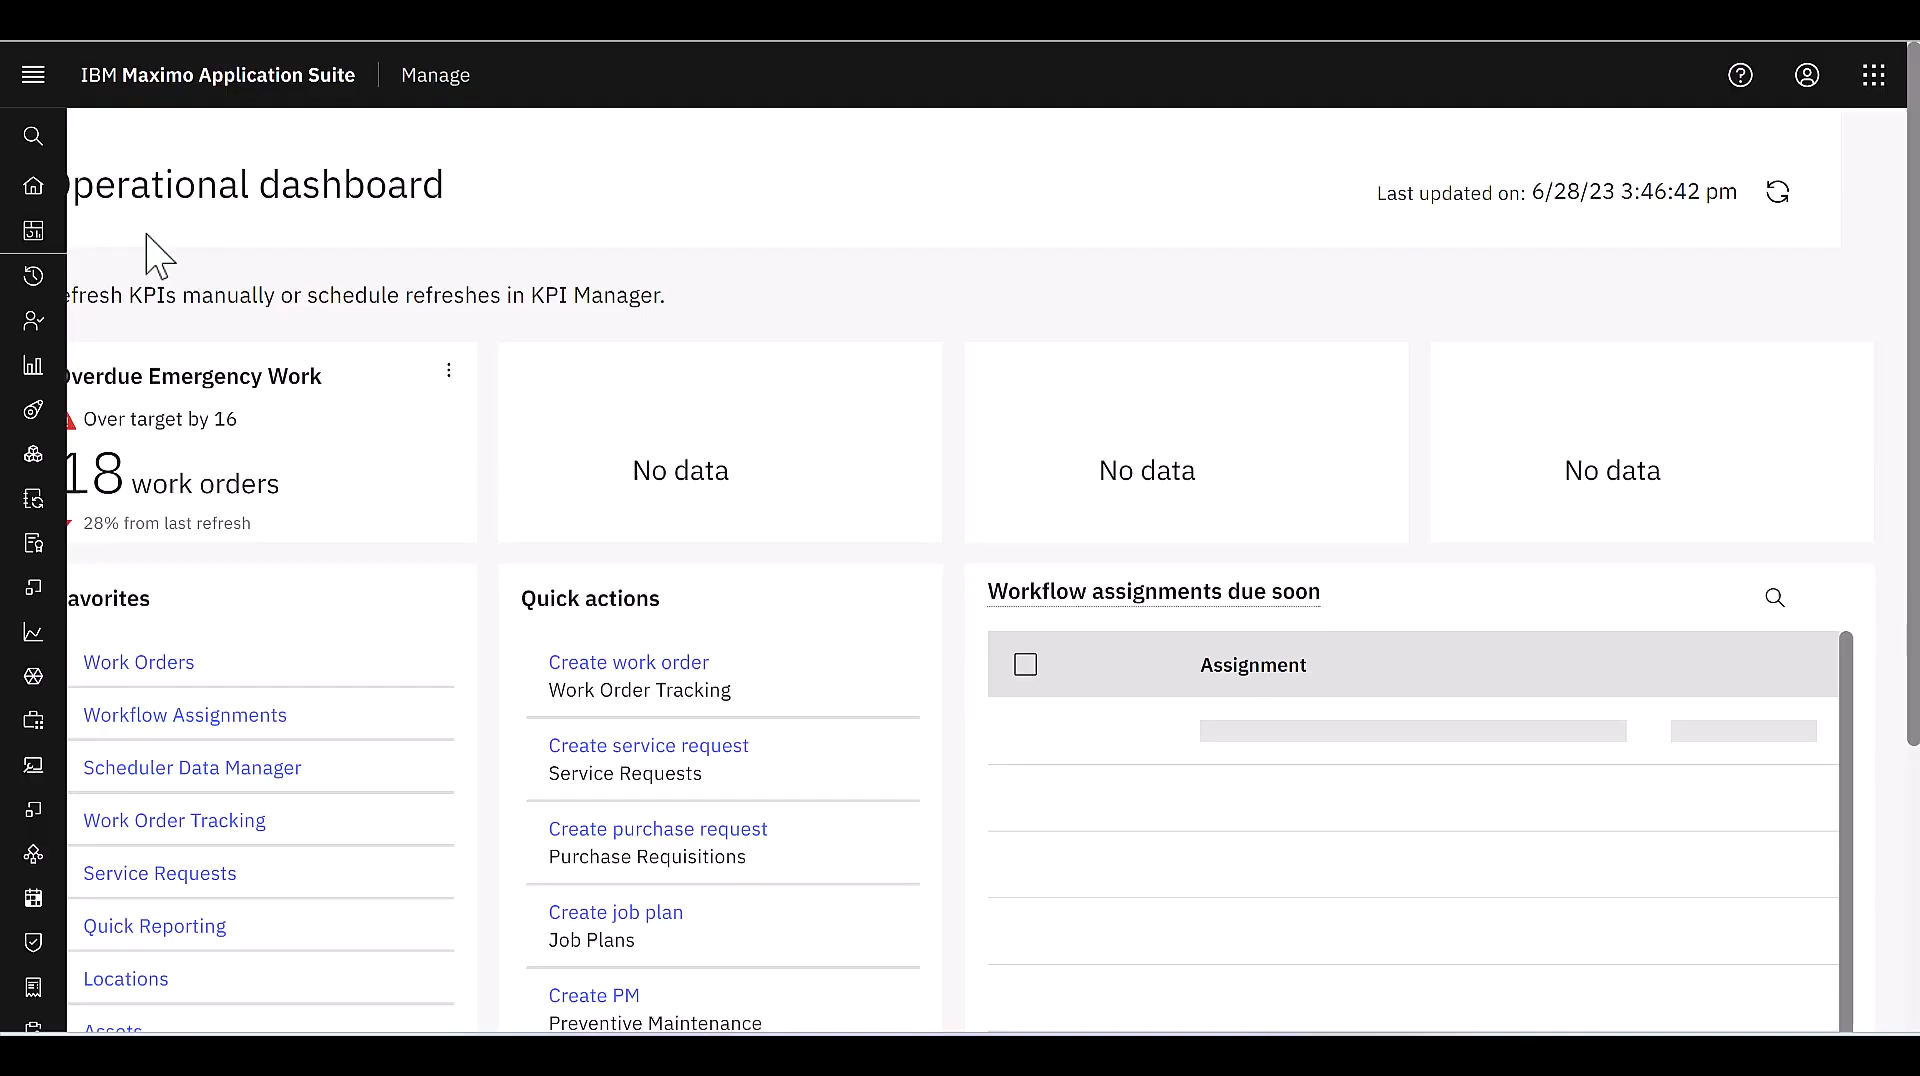 IBM Maximo Application Suite | Manage
perational dashboard
Last updated on: 6/28/23 3:46:42 pm
efresh KPIs manually or schedule refreshes in KPI Manager.
verdue Emergency Work
Over target by 16
18 work orders
28% from last refresh
No data
No data
No data
avorites
Work Orders
Workflow Assignments
Scheduler Data Manager
Work Order Tracking
Service Requests
Quick Reporting
Locations
Assets
Quick actions
Create work order
Work Order Tracking
Create service request
Service Requests
Create purchase request
Purchase Requisitions
Create job plan
Job Plans
Create PM
Preventive Maintenance
Workflow assignments due soon
Assignment